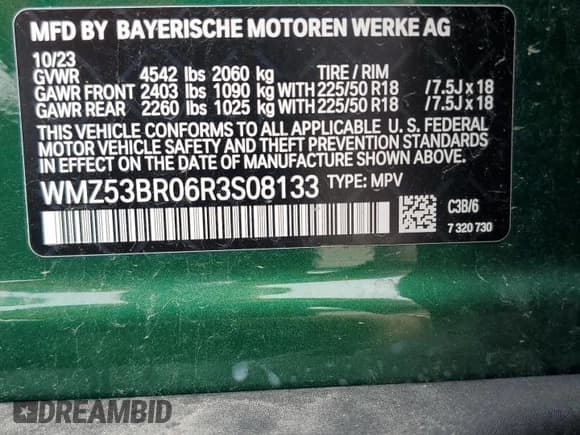 MFD BY BAYERISCHE MOTOREN WERKE AG
10/23
GVWR 4542 lbs 2060 kg TIRE / RIM
GAWR FRONT 2403 lbs 1090 kg WITH 225/50 R18 /7.5J x 18
GAWR REAR 2260 lbs 1025 kg WITH 225/50 R18 /7.5J x 18
THIS VEHICLE CONFORMS TO ALL APPLICABLE U. S. FEDERAL
MOTOR VEHICLE SAFETY AND THEFT PREVENTION STANDARDS
IN EFFECT ON THE DATE OF MANUFACTURE SHOWN ABOVE.
WMZ53BR06R3S08133 TYPE: MPV
C3B/6
7 320 730
DREAMBID